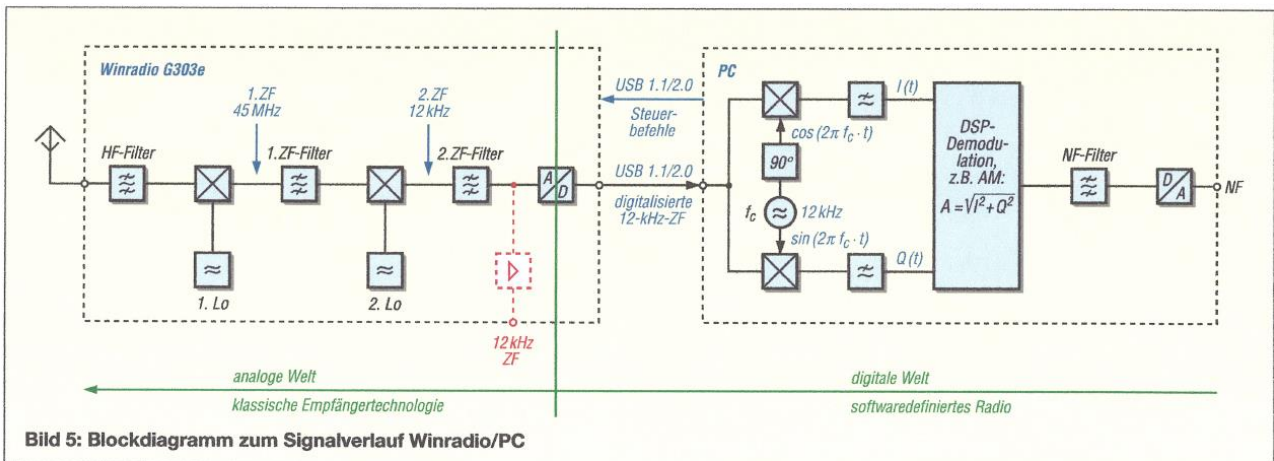 Winradio G303e
1. ZF
45 MHz
2. ZF
12 kHz
HF-Filter
1. ZF-Filter
2. ZF-Filter
A
D
1. Lo
2. Lo
12 kHz
ZF
USB 1.1/2.0
Steuer-
befehle
USB 1.1/2.0
digitalisierte
12-kHz-ZF
PC
I(t)
cos (2π fc · t)
90°
fc
12 kHz
sin (2π fc · t)
Q(t)
DSP-
Demodu-
lation,
z.B. AM:
A = √I² + Q²
NF-Filter
D
A
NF
analoge Welt
klassische Empfängertechnologie
digitale Welt
softwaredefiniertes Radio
Bild 5: Blockdiagramm zum Signalverlauf Winradio/PC